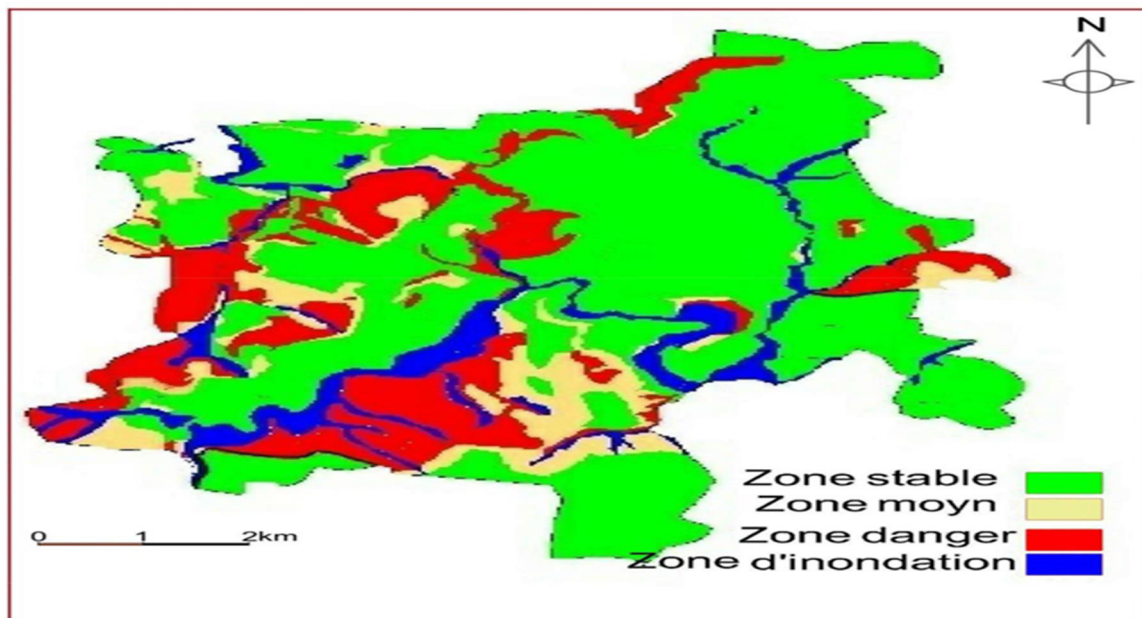 N
Zone stable
Zone moyn
Zone danger
Zone d'inondation
0 1 2km